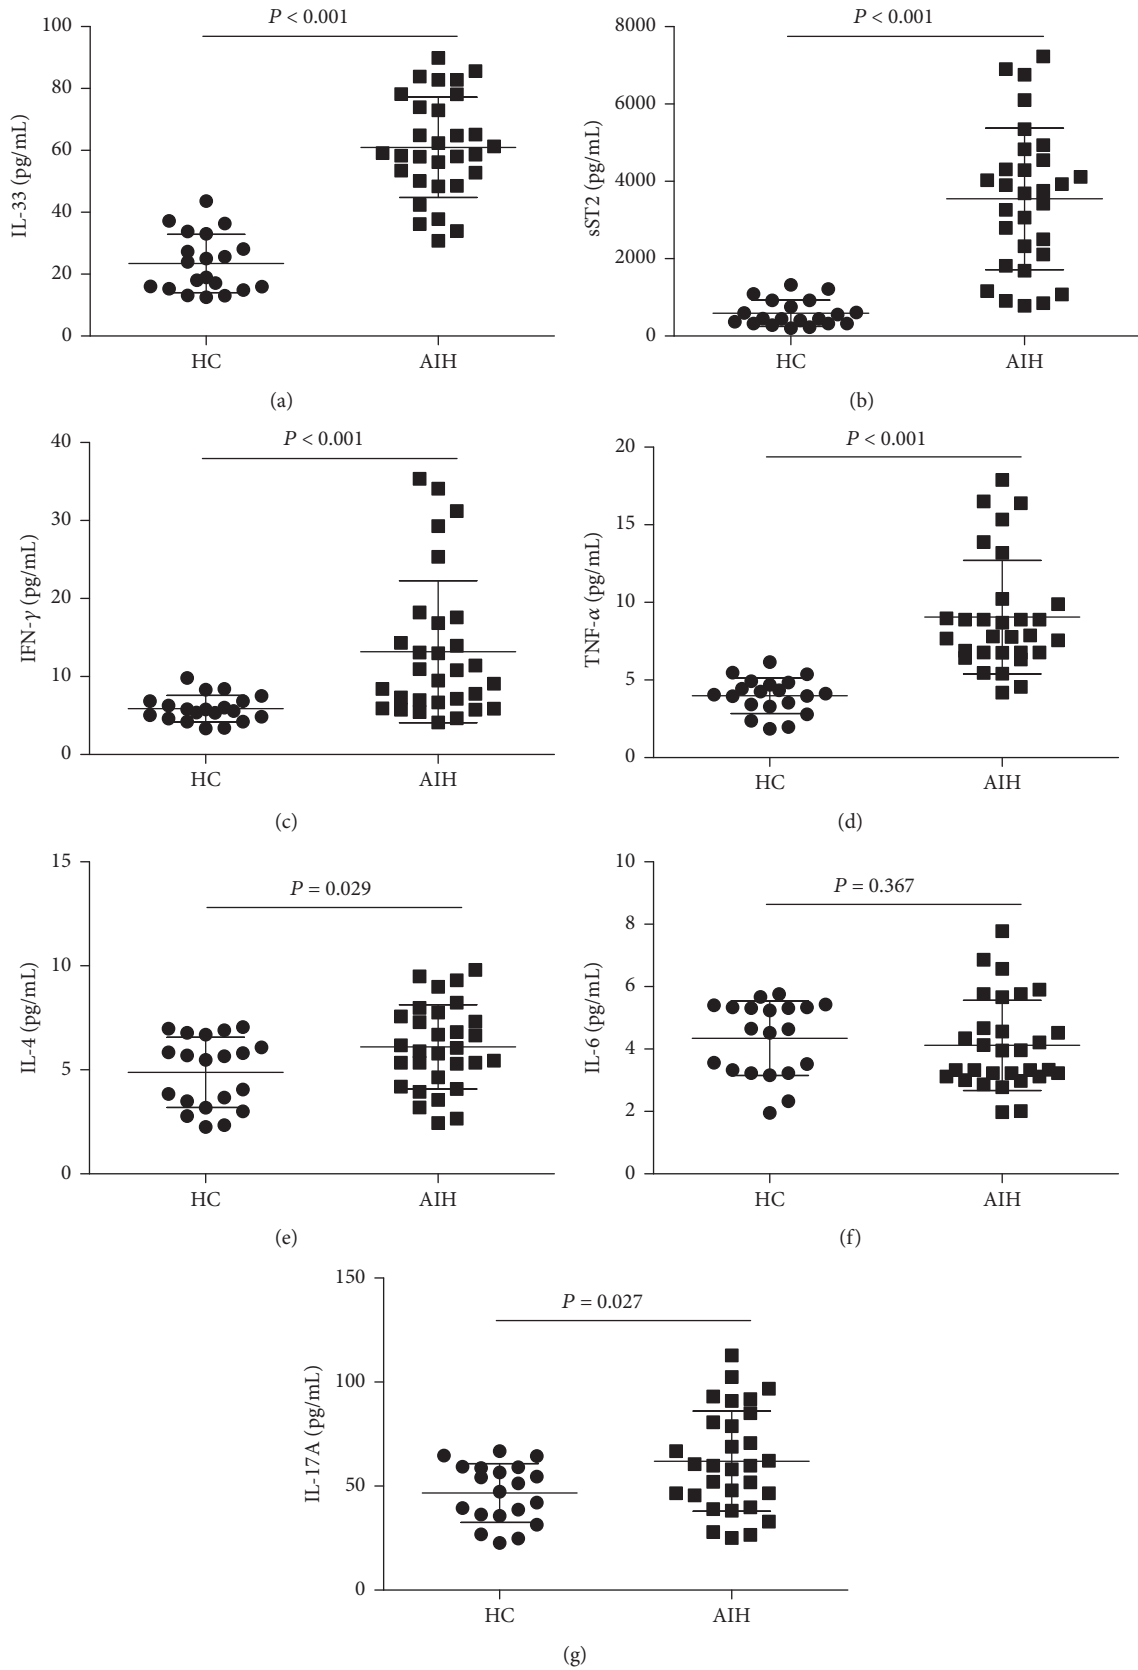 P < 0.001
100
80
60
40
20
0
IL-33 (pg/mL)
HC
AIH
(a)
P < 0.001
8000
6000
4000
2000
0
sST2 (pg/mL)
HC
AIH
(b)
P < 0.001
40
30
20
10
0
IFN-γ (pg/mL)
HC
AIH
(c)
P < 0.001
20
15
10
5
0
TNF-α (pg/mL)
HC
AIH
(d)
P = 0.029
15
10
5
0
IL-4 (pg/mL)
HC
AIH
(e)
P = 0.367
10
8
6
4
2
0
IL-6 (pg/mL)
HC
AIH
(f)
P = 0.027
150
100
50
0
IL-17A (pg/mL)
HC
AIH
(g)